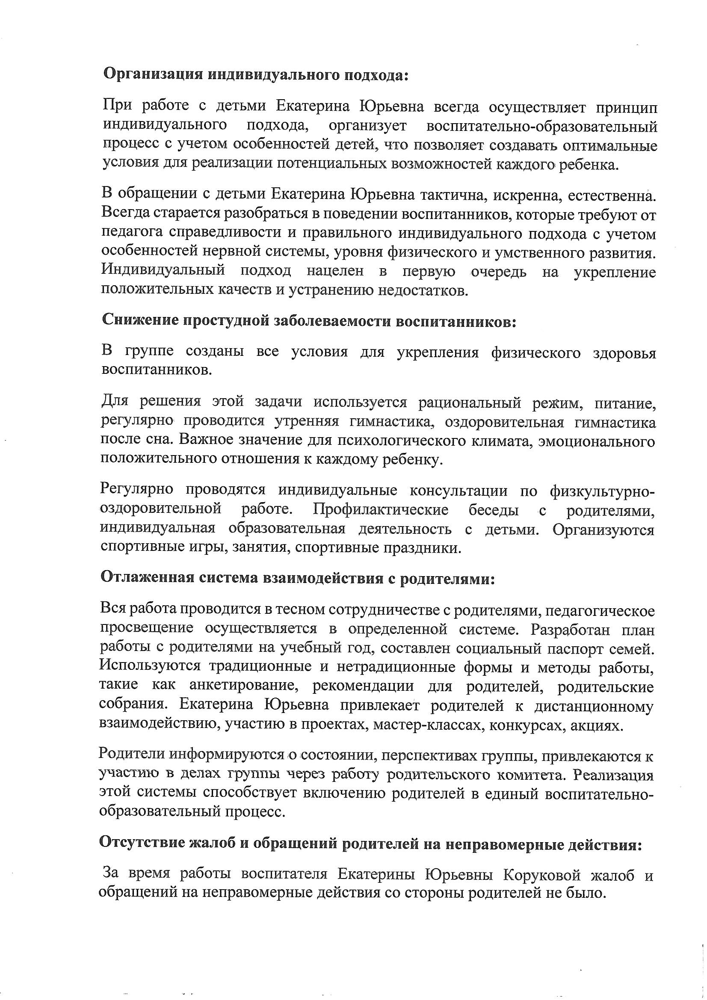 Организация индивидуального подхода:
При работе с детьми Екатерина Юрьевна всегда осуществляет принцип
индивидуального подхода, организует воспитательно-образовательный
процесс с учетом особенностей детей, что позволяет создавать оптимальные
условия для реализации потенциальных возможностей каждого ребенка.
В обращении с детьми Екатерина Юрьевна тактична, искренна, естественна.
Всегда старается разобраться в поведении воспитанников, которые требуют от
педагога справедливости и правильного индивидуального подхода с учетом
особенностей нервной системы, уровня физического и умственного развития.
Индивидуальный подход нацелен в первую очередь на укрепление
положительных качеств и устранению недостатков.
Снижение простудной заболеваемости воспитанников:
В группе созданы все условия для укрепления физического здоровья
воспитанников.
Для решения этой задачи используется рациональный режим, питание,
регулярно проводится утренняя гимнастика, оздоровительная гимнастика
после сна. Важное значение для психологического климата, эмоционального
положительного отношения к каждому ребенку.
Регулярно проводятся индивидуальные консультации по физкультурно-
оздоровительной работе. Профилактические беседы с родителями,
индивидуальная образовательная деятельность с детьми. Организуются
спортивные игры, занятия, спортивные праздники.
Отлаженная система взаимодействия с родителями:
Вся работа проводится в тесном сотрудничестве с родителями, педагогическое
просвещение осуществляется в определенной системе. Разработан план
работы с родителями на учебный год, составлен социальный паспорт семей.
Используются традиционные и нетрадиционные формы и методы работы,
такие как анкетирование, рекомендации для родителей, родительские
собрания. Екатерина Юрьевна привлекает родителей к дистанционному
взаимодействию, участию в проектах, мастер-классах, конкурсах, акциях.
Родители информируются о состоянии, перспективах группы, привлекаются к
участию в делах группы через работу родительского комитета. Реализация
этой системы способствует включению родителей в единый воспитательно-
образовательный процесс.
Отсутствие жалоб и обращений родителей на неправомерные действия:
За время работы воспитателя Екатерины Юрьевны Коруковой жалоб и
обращений на неправомерные действия со стороны родителей не было.